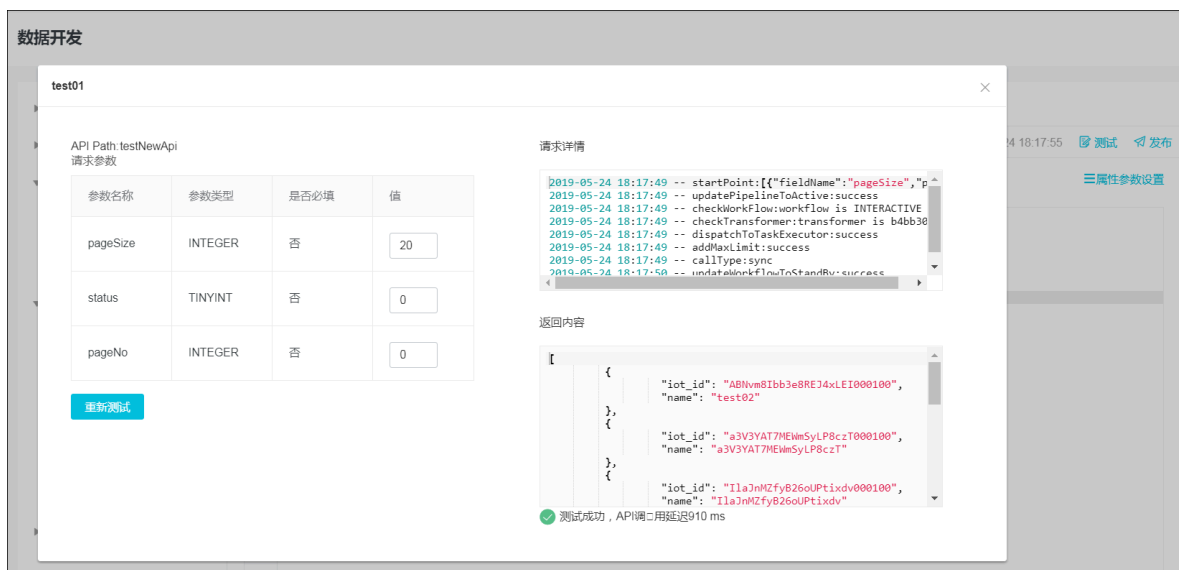 数据开发
test01
4 18:17:55 测试 发布
属性参数设置
API Path:testNewApi
请求参数
参数名称 参数类型 是否必填 值
pageSize INTEGER 否 20
status TINYINT 否 0
pageNo INTEGER 否 0
重新测试
请求详情
2019-05-24 18:17:49 -- startPoint:[{"fieldName":"pageSize","p
2019-05-24 18:17:49 -- updatePipelineToActive:success
2019-05-24 18:17:49 -- checkWorkFlow:workflow is INTERACTIVE
2019-05-24 18:17:49 -- checkTransformer:transformer is b4bb30
2019-05-24 18:17:49 -- dispatchToTaskExecutor:success
2019-05-24 18:17:49 -- addMaxLimit:success
2019-05-24 18:17:49 -- callType:sync
2019-05-24 18:17:50 -- updateWorkflowToStandBy:success
返回内容
[
{
"iot_id": "ABNvm8Ibb3e8REJ4xLEI000100",
"name": "test02"
},
{
"iot_id": "a3V3YAT7MEWmSyLP8czT000100",
"name": "a3V3YAT7MEWmSyLP8czT"
},
{
"iot_id": "IlaJnMZfyB26oUPtixdv000100",
"name": "IlaJnMZfyB26oUPtixdv"
测试成功，API调□用延迟910 ms